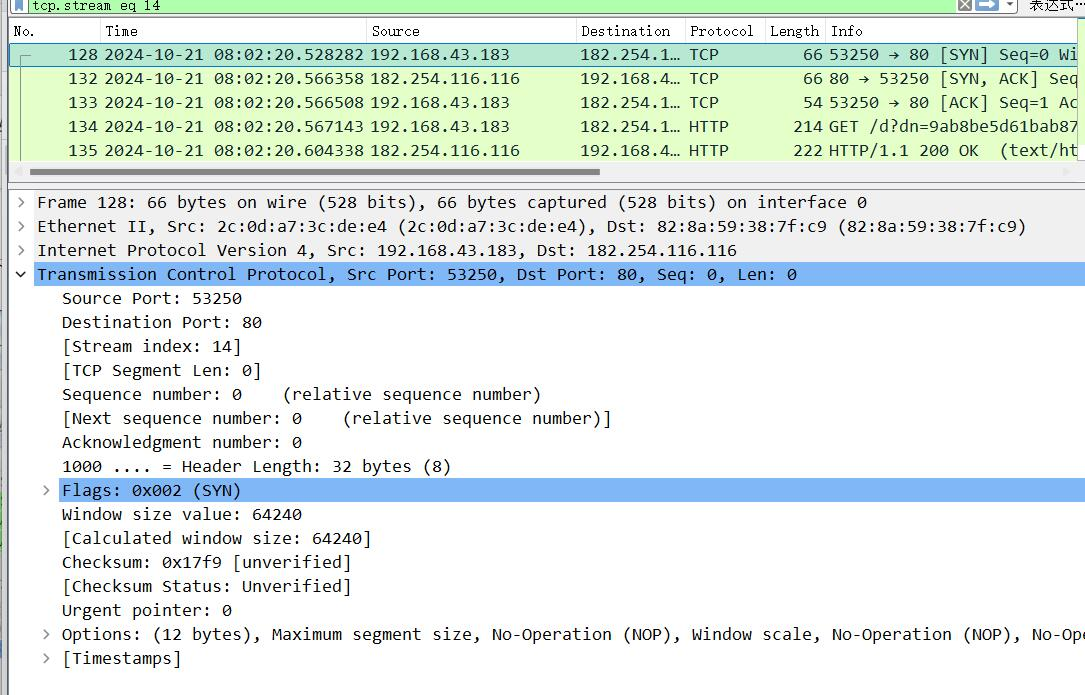 tcp.stream eq 14 表达式…
No. Time Source Destination Protocol Length Info
128 2024-10-21 08:02:20.528282 192.168.43.183 182.254.1… TCP 66 53250 → 80 [SYN] Seq=0 Wi
132 2024-10-21 08:02:20.566358 182.254.116.116 192.168.4… TCP 66 80 → 53250 [SYN, ACK] Seq
133 2024-10-21 08:02:20.566508 192.168.43.183 182.254.1… TCP 54 53250 → 80 [ACK] Seq=1 Ac
134 2024-10-21 08:02:20.567143 192.168.43.183 182.254.1… HTTP 214 GET /d?dn=9ab8be5d61bab87
135 2024-10-21 08:02:20.604338 182.254.116.116 192.168.4… HTTP 222 HTTP/1.1 200 OK (text/ht
Frame 128: 66 bytes on wire (528 bits), 66 bytes captured (528 bits) on interface 0
Ethernet II, Src: 2c:0d:a7:3c:de:e4 (2c:0d:a7:3c:de:e4), Dst: 82:8a:59:38:7f:c9 (82:8a:59:38:7f:c9)
Internet Protocol Version 4, Src: 192.168.43.183, Dst: 182.254.116.116
Transmission Control Protocol, Src Port: 53250, Dst Port: 80, Seq: 0, Len: 0
Source Port: 53250
Destination Port: 80
[Stream index: 14]
[TCP Segment Len: 0]
Sequence number: 0 (relative sequence number)
[Next sequence number: 0 (relative sequence number)]
Acknowledgment number: 0
1000 .... = Header Length: 32 bytes (8)
Flags: 0x002 (SYN)
Window size value: 64240
[Calculated window size: 64240]
Checksum: 0x17f9 [unverified]
[Checksum Status: Unverified]
Urgent pointer: 0
Options: (12 bytes), Maximum segment size, No-Operation (NOP), Window scale, No-Operation (NOP), No-Ope
[Timestamps]